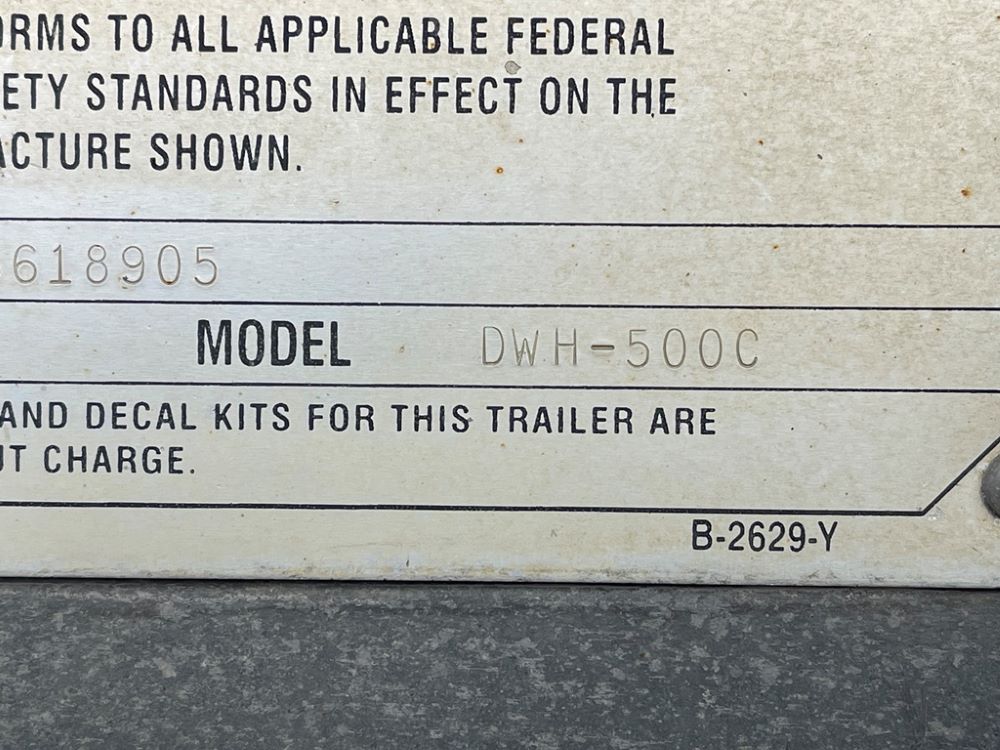 ORMS TO ALL APPLICABLE FEDERAL
ETY STANDARDS IN EFFECT ON THE
ACTURE SHOWN.
618905
MODEL DWH-500C
AND DECAL KITS FOR THIS TRAILER ARE
UT CHARGE.
B-2629-Y